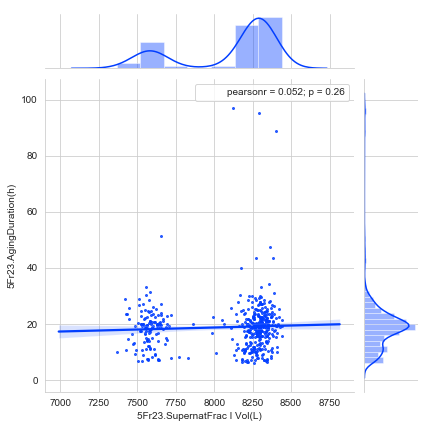 pearsonr = 0.052; p = 0.26
100
80
60
40
20
0
5Fr23.AgingDuration(h)
7000 7250 7500 7750 8000 8250 8500 8750
5Fr23.SupernatFrac I Vol(L)